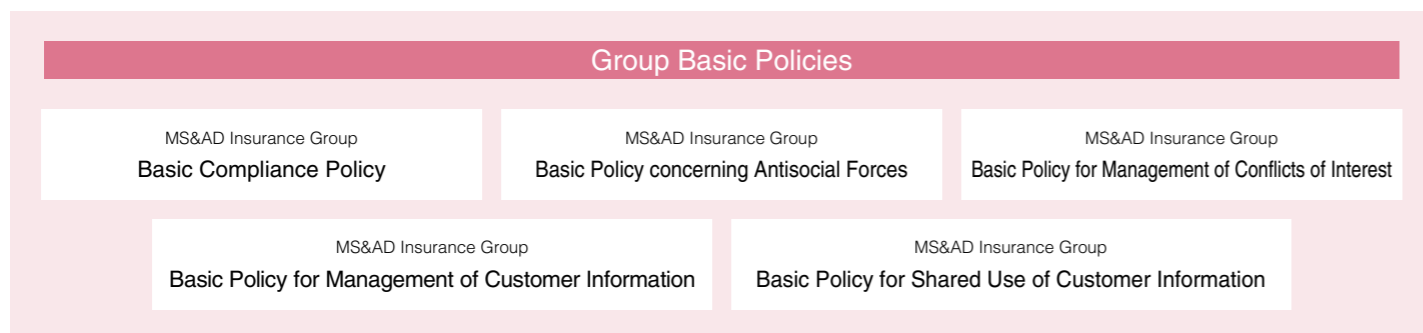 Group Basic Policies
MS&AD Insurance Group
Basic Compliance Policy
MS&AD Insurance Group
Basic Policy concerning Antisocial Forces
MS&AD Insurance Group
Basic Policy for Management of Conflicts of Interest
MS&AD Insurance Group
Basic Policy for Management of Customer Information
MS&AD Insurance Group
Basic Policy for Shared Use of Customer Information